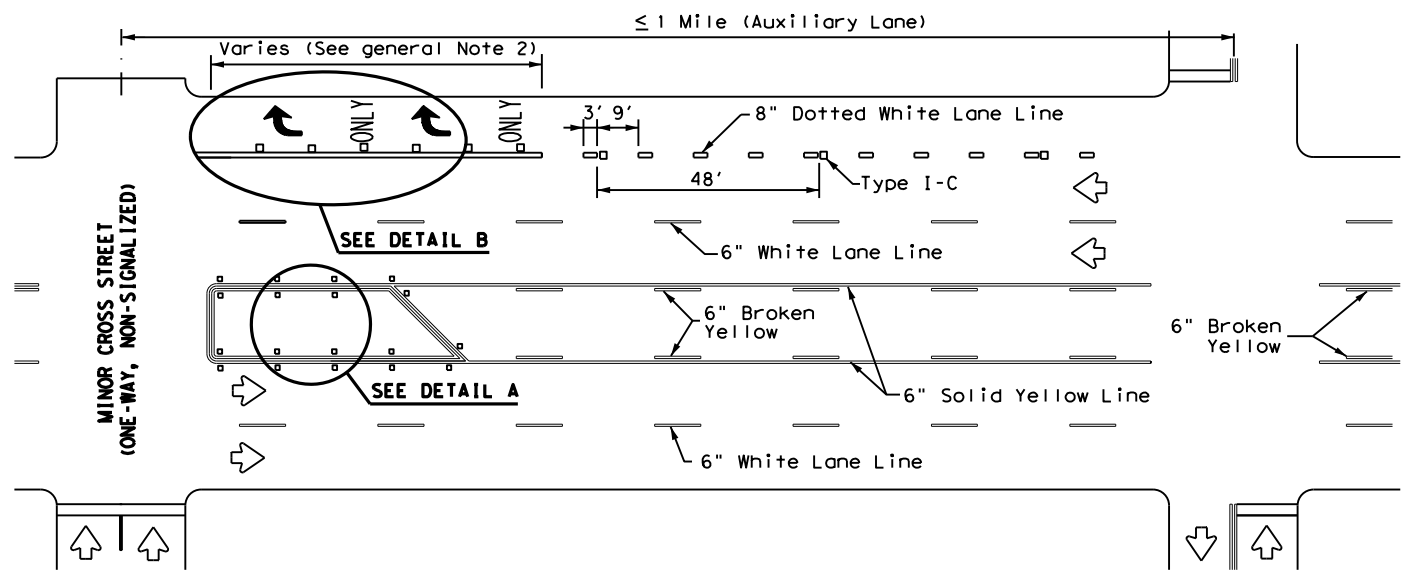 ≤ 1 Mile (Auxiliary Lane)
Varies (See general Note 2)
ONLY
ONLY
3' 9'
8" Dotted White Lane Line
48'
Type I-C
SEE DETAIL B
6" White Lane Line
MINOR CROSS STREET
(ONE-WAY, NON-SIGNALIZED)
6" Broken
Yellow
6" Broken
Yellow
SEE DETAIL A
6" Solid Yellow Line
6" White Lane Line